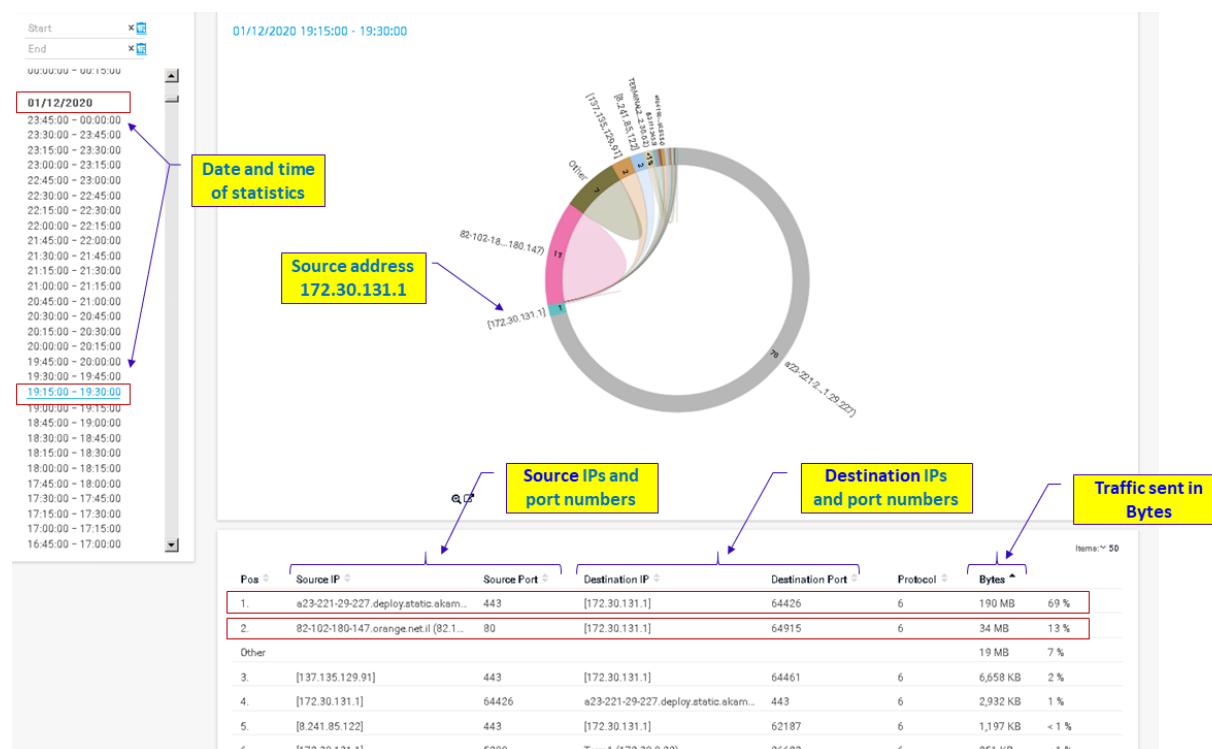 Start ×
End ×
00:00:00 - 00:15:00
01/12/2020
23:45:00 - 00:00:00
23:30:00 - 23:45:00
23:15:00 - 23:30:00
23:00:00 - 23:15:00
22:45:00 - 23:00:00
22:30:00 - 22:45:00
22:15:00 - 22:30:00
22:00:00 - 22:15:00
21:45:00 - 22:00:00
21:30:00 - 21:45:00
21:15:00 - 21:30:00
21:00:00 - 21:15:00
20:45:00 - 21:00:00
20:30:00 - 20:45:00
20:15:00 - 20:30:00
20:00:00 - 20:15:00
19:45:00 - 20:00:00
19:30:00 - 19:45:00
19:15:00 - 19:30:00
19:00:00 - 19:15:00
18:45:00 - 19:00:00
18:30:00 - 18:45:00
18:15:00 - 18:30:00
18:00:00 - 18:15:00
17:45:00 - 18:00:00
17:30:00 - 17:45:00
17:15:00 - 17:30:00
17:00:00 - 17:15:00
16:45:00 - 17:00:00
Date and time
of statistics
01/12/2020 19:15:00 - 19:30:00
TERMINAL2...2.30.0.2)
[8.241.85.122]
[137.135.129.91]
Other
82-102-18...180.147)
[172.30.131.1]
a23-221-2...1.29.227)
<1%
2
2
7
13
1
70
Source address
172.30.131.1
Source IPs and
port numbers
Destination IPs
and port numbers
Traffic sent in
Bytes
Items: 50
Pos Source IP Source Port Destination IP Destination Port Protocol Bytes
1. a23-221-29-227.deploy.static.akam... 443 [172.30.131.1] 64426 6 190 MB 69 %
2. 82-102-180-147.orange.net.il (82.1... 80 [172.30.131.1] 64915 6 34 MB 13 %
Other 19 MB 7 %
3. [137.135.129.91] 443 [172.30.131.1] 64461 6 6,658 KB 2 %
4. [172.30.131.1] 64426 a23-221-29-227.deploy.static.akam... 443 6 2,932 KB 1 %
5. [8.241.85.122] 443 [172.30.131.1] 62187 6 1,197 KB < 1 %